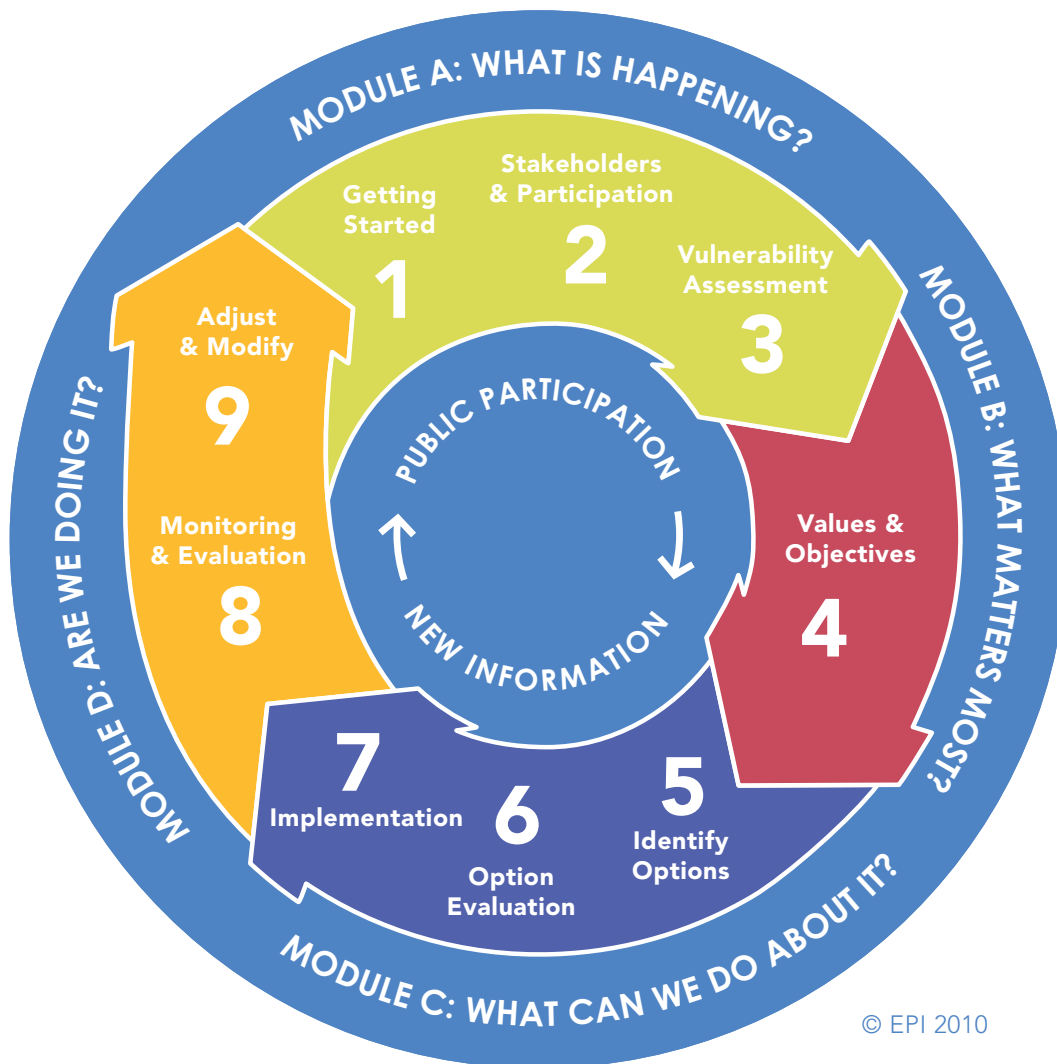 MODULE A: WHAT IS HAPPENING?
Getting
Started
1
Stakeholders
& Participation
2
Vulnerability
Assessment
3
MODULE B: WHAT MATTERS MOST?
Values &
Objectives
4
MODULE C: WHAT CAN WE DO ABOUT IT?
5
Identify
Options
6
Option
Evaluation
7
Implementation
MODULE D: ARE WE DOING IT?
Monitoring
& Evaluation
8
Adjust
& Modify
9
PUBLIC PARTICIPATION
NEW INFORMATION
© EPI 2010